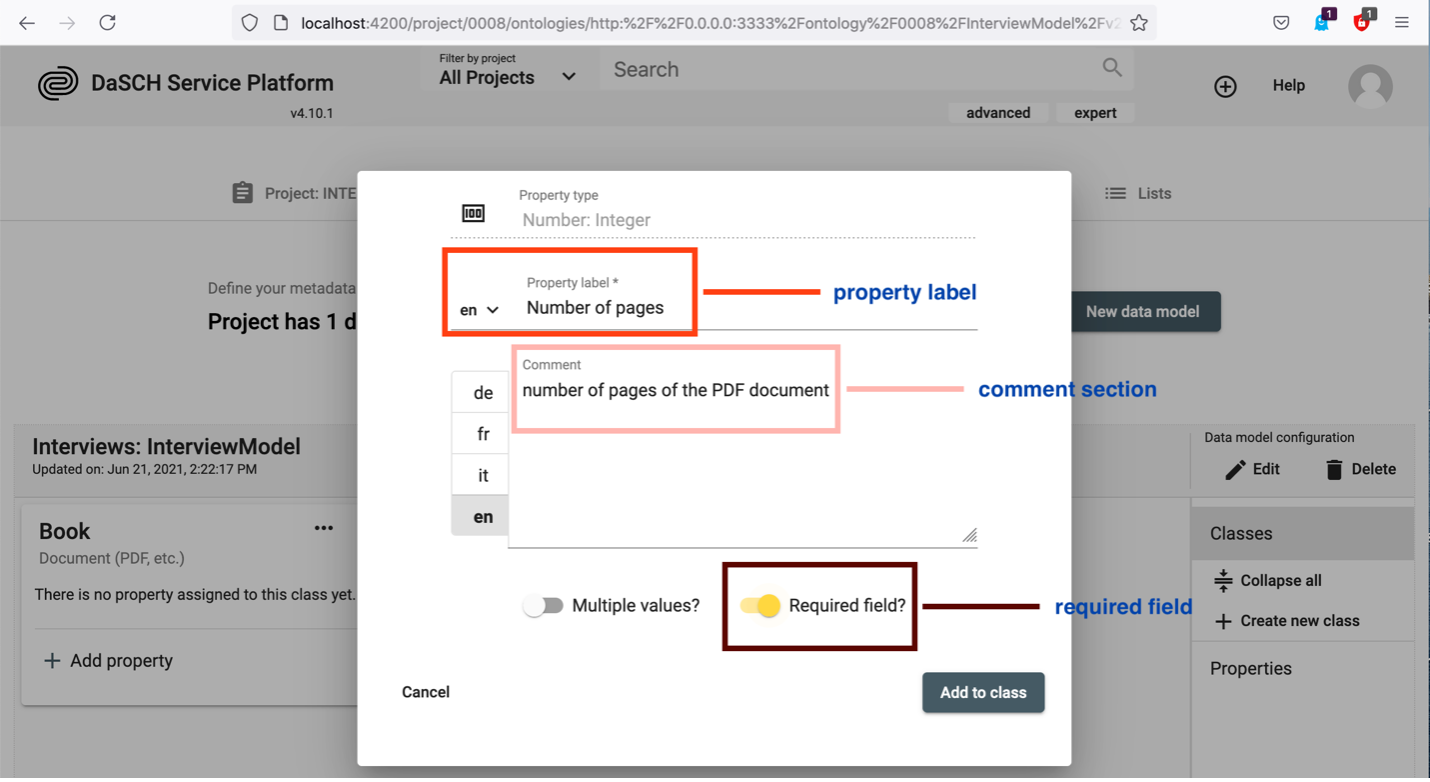 localhost:4200/project/0008/ontologies/http:%2F%2F0.0.0.0:3333%2Fontology%2F0008%2FInterviewModel%2Fv2
1
1
DaSCH Service Platform
v4.10.1
Filter by project
All Projects
Search
advanced
expert
Help
Project: INTE
Lists
Define your metadata
Project has 1 d
New data model
Property type
100
Number: Integer
Property label *
en
Number of pages
property label
Comment
number of pages of the PDF document
comment section
de
fr
it
en
Multiple values?
Required field?
required field
Cancel
Add to class
Interviews: InterviewModel
Updated on: Jun 21, 2021, 2:22:17 PM
Data model configuration
Edit
Delete
Book
Document (PDF, etc.)
There is no property assigned to this class yet.
Add property
Classes
Collapse all
Create new class
Properties